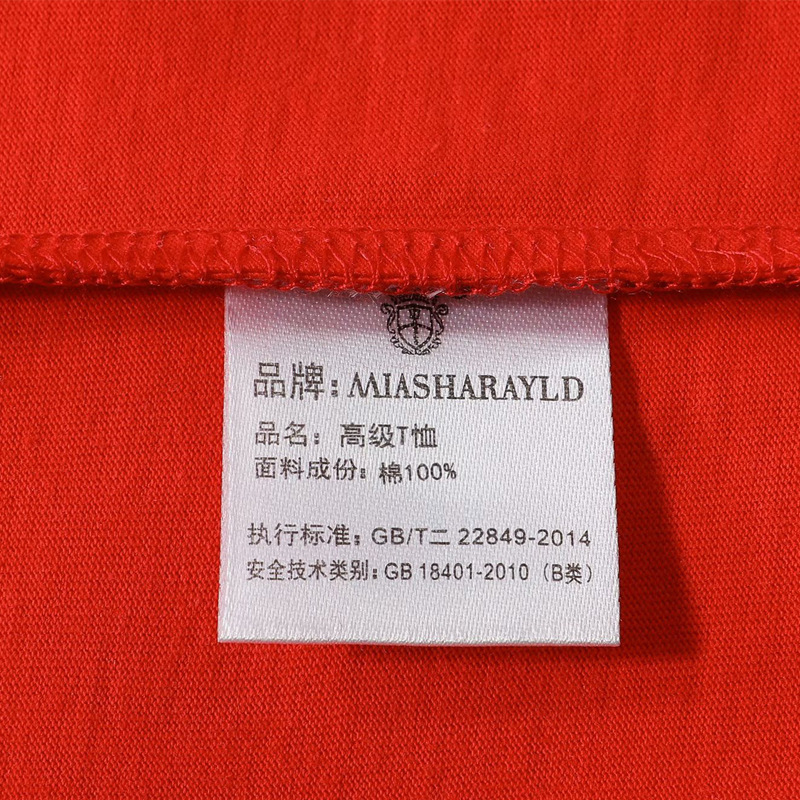 品牌: MIASHARAYLD
品名: 高级T恤
面料成份: 棉100%
执行标准: GB/T二 22849-2014
安全技术类别: GB 18401-2010 (B类)